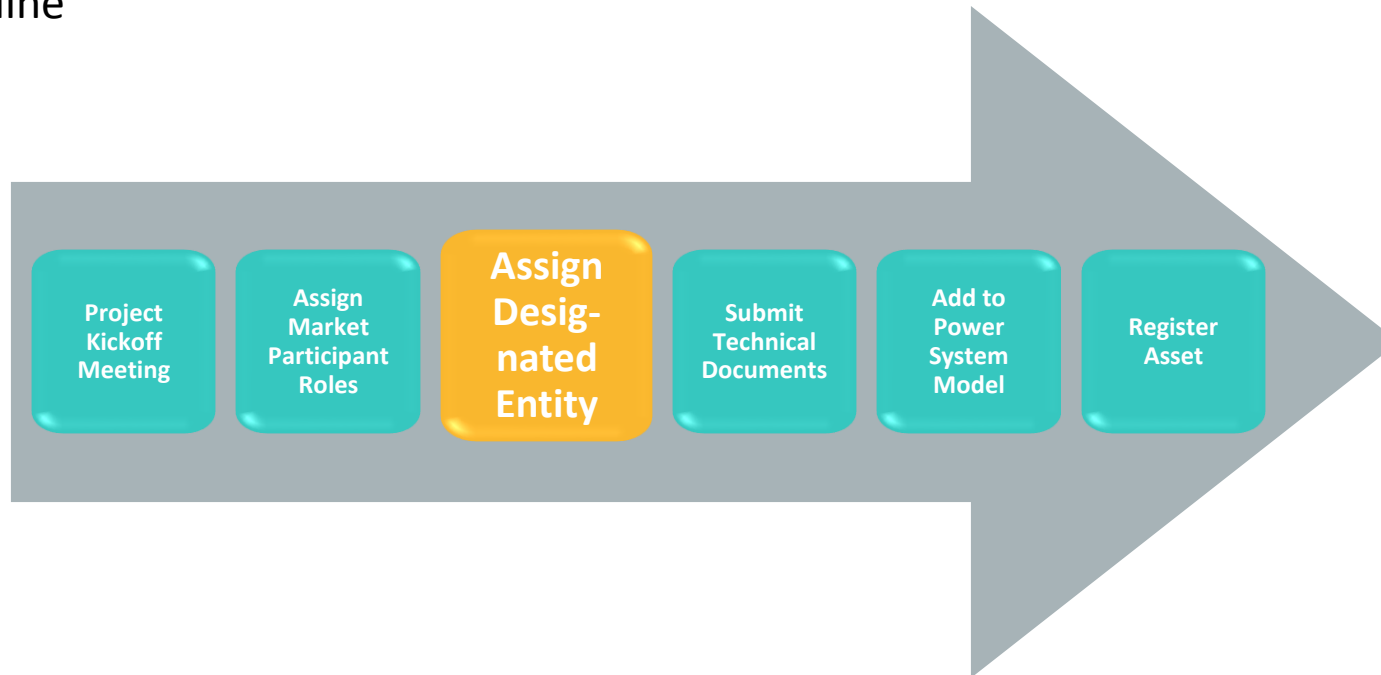 Project
Kickoff
Meeting
Assign
Market
Participant
Roles
Assign
Desig-
nated
Entity
Submit
Technical
Documents
Add to
Power
System
Model
Register
Asset